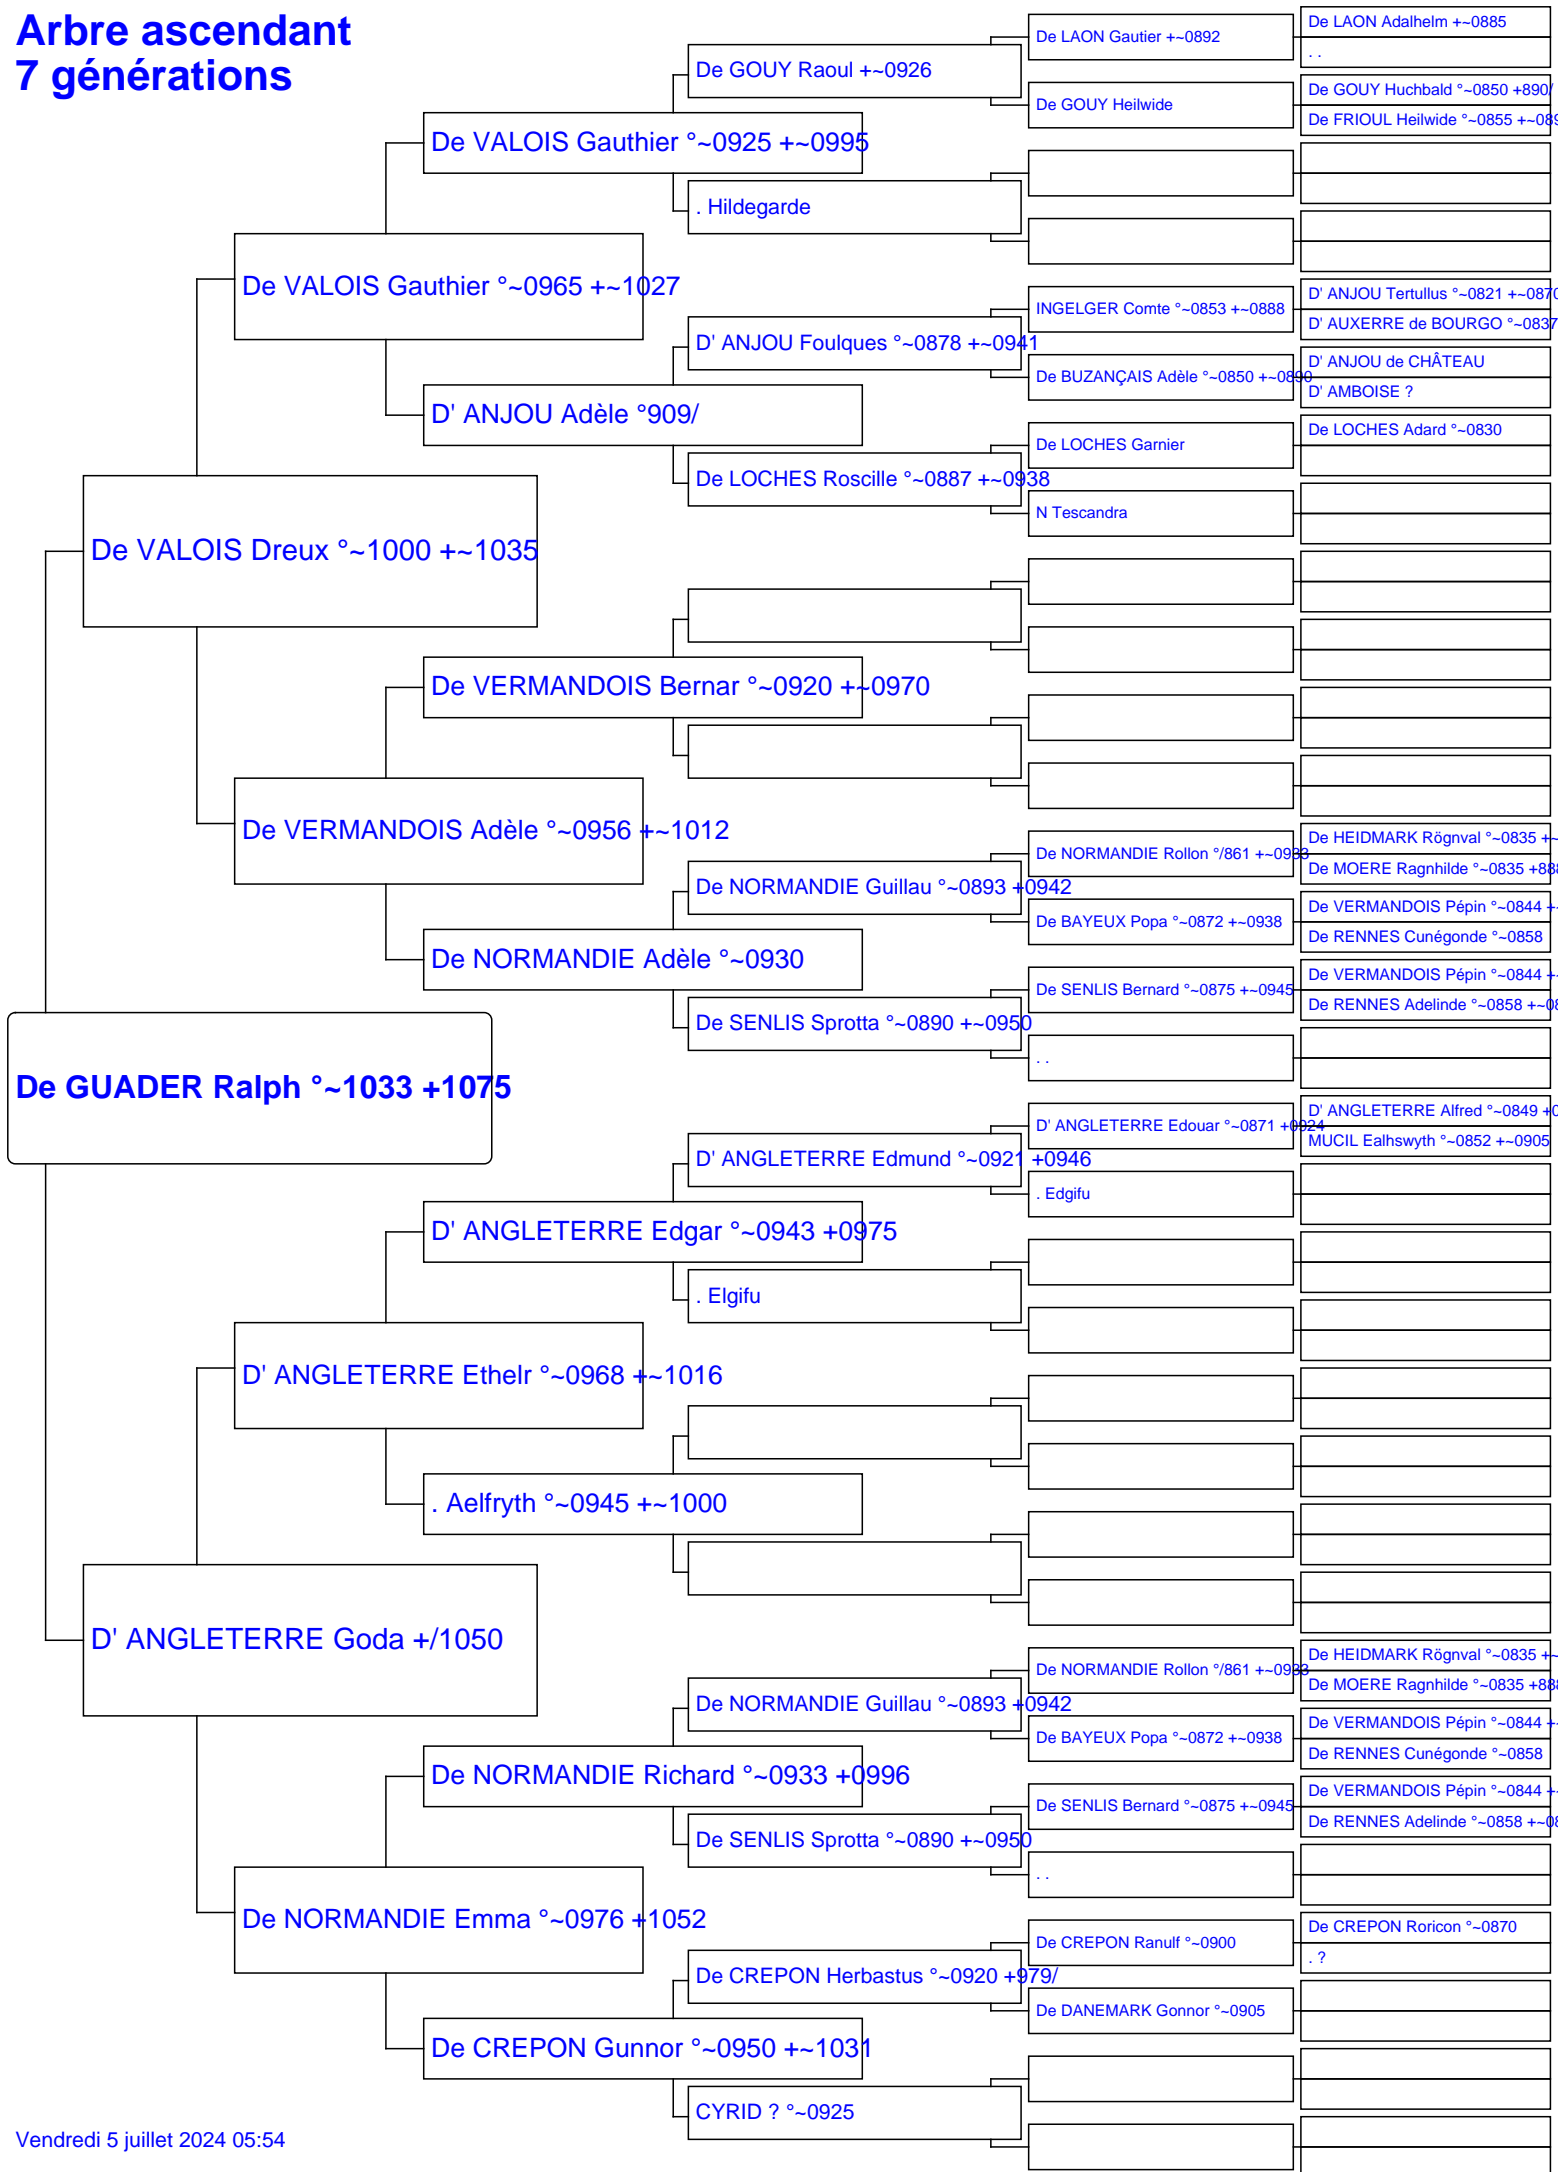 Arbre ascendant
7 générations
De GUADER Ralph °~1033 +1075
De VALOIS Dreux °~1000 +~1035
D' ANGLETERRE Goda +/1050
De VALOIS Gauthier °~0965 +~1027
De VERMANDOIS Adèle °~0956 +~1012
D' ANGLETERRE Ethelr °~0968 +~1016
De NORMANDIE Emma °~0976 +1052
De VALOIS Gauthier °~0925 +~0995
D' ANJOU Adèle °909/
De VERMANDOIS Bernar °~0920 +~0970
De NORMANDIE Adèle °~0930
D' ANGLETERRE Edgar °~0943 +0975
. Aelfryth °~0945 +~1000
De NORMANDIE Richard °~0933 +0996
De CREPON Gunnor °~0950 +~1031
De GOUY Raoul +~0926
. Hildegarde
D' ANJOU Foulques °~0878 +~0941
De LOCHES Roscille °~0887 +~0938
De NORMANDIE Guillau °~0893 +0942
De SENLIS Sprotta °~0890 +~0950
D' ANGLETERRE Edmund °~0921 +0946
. Elgifu
De NORMANDIE Guillau °~0893 +0942
De SENLIS Sprotta °~0890 +~0950
De CREPON Herbastus °~0920 +979/
CYRID ? °~0925
De LAON Gautier +~0892
De GOUY Heilwide
INGELGER Comte °~0853 +~0888
De BUZANÇAIS Adèle °~0850 +~0890
De LOCHES Garnier
N Tescandra
De NORMANDIE Rollon °/861 +~0933
De BAYEUX Popa °~0872 +~0938
De SENLIS Bernard °~0875 +~0945
. .
D' ANGLETERRE Edouar °~0871 +0924
. Edgifu
De NORMANDIE Rollon °/861 +~0933
De BAYEUX Popa °~0872 +~0938
De SENLIS Bernard °~0875 +~0945
. .
De CREPON Ranulf °~0900
De DANEMARK Gonnor °~0905
De LAON Adalhelm +~0885
. .
De GOUY Huchbald °~0850 +890/
De FRIOUL Heilwide °~0855 +~089
D' ANJOU Tertullus °~0821 +~0870
D' AUXERRE de BOURGO °~0837
D' ANJOU de CHÂTEAU
D' AMBOISE ?
De LOCHES Adard °~0830
De HEIDMARK Rögnval °~0835 +~
De MOERE Ragnhilde °~0835 +888
De VERMANDOIS Pépin °~0844 +~
De RENNES Cunégonde °~0858
De VERMANDOIS Pépin °~0844 +~
De RENNES Adelinde °~0858 +~08
D' ANGLETERRE Alfred °~0849 +0
MUCIL Ealhswyth °~0852 +~0905
De HEIDMARK Rögnval °~0835 +~
De MOERE Ragnhilde °~0835 +888
De VERMANDOIS Pépin °~0844 +~
De RENNES Cunégonde °~0858
De VERMANDOIS Pépin °~0844 +~
De RENNES Adelinde °~0858 +~08
De CREPON Roricon °~0870
. ?
Vendredi 5 juillet 2024 05:54